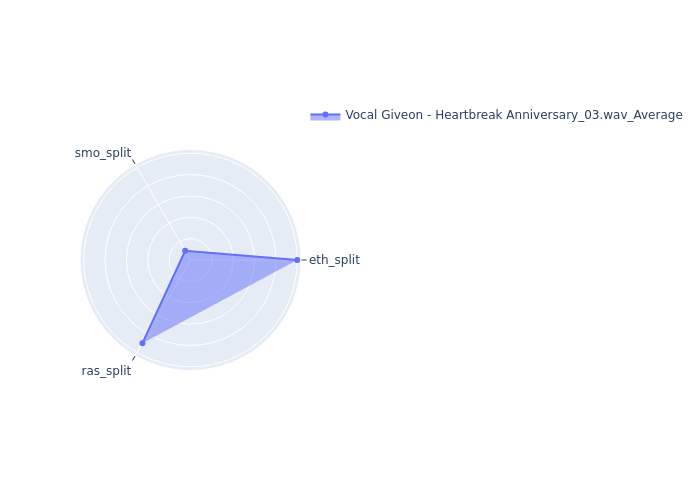 Vocal Giveon - Heartbreak Anniversary_03.wav_Average
smo_split
eth_split
ras_split